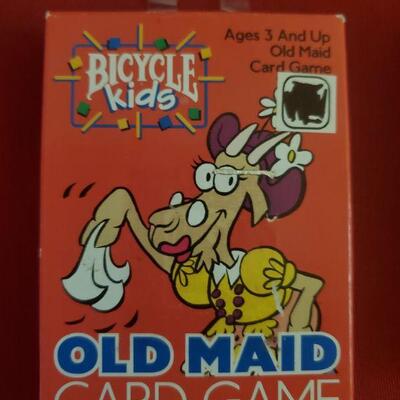 BICYCLE
kids
Ages 3 And Up
Old Maid
Card Game
OLD MAID
CARD GAME